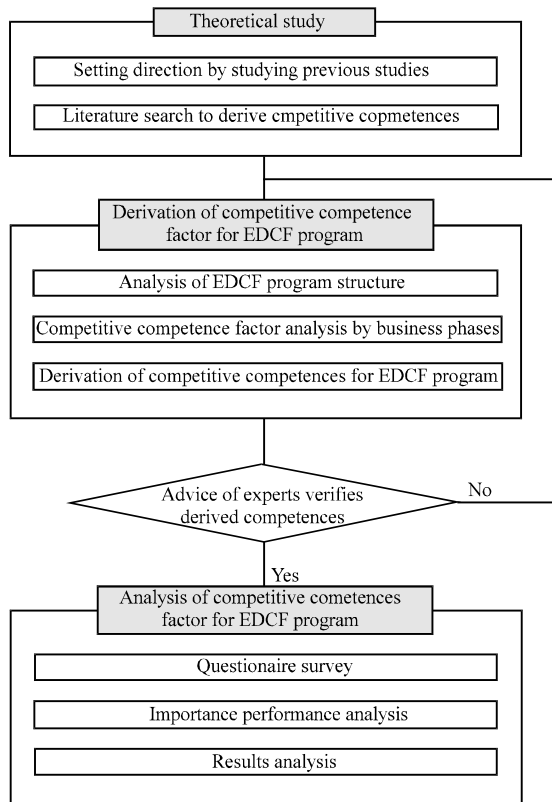 Theoretical study
Setting direction by studying previous studies
Literature search to derive cmpetitive copmetences
Derivation of competitive competence
factor for EDCF program
Analysis of EDCF program structure
Competitive competence factor analysis by business phases
Derivation of competitive competences for EDCF program
Advice of experts verifies
derived competences
No
Yes
Analysis of competitive cometences
factor for EDCF program
Questionaire survey
Importance performance analysis
Results analysis